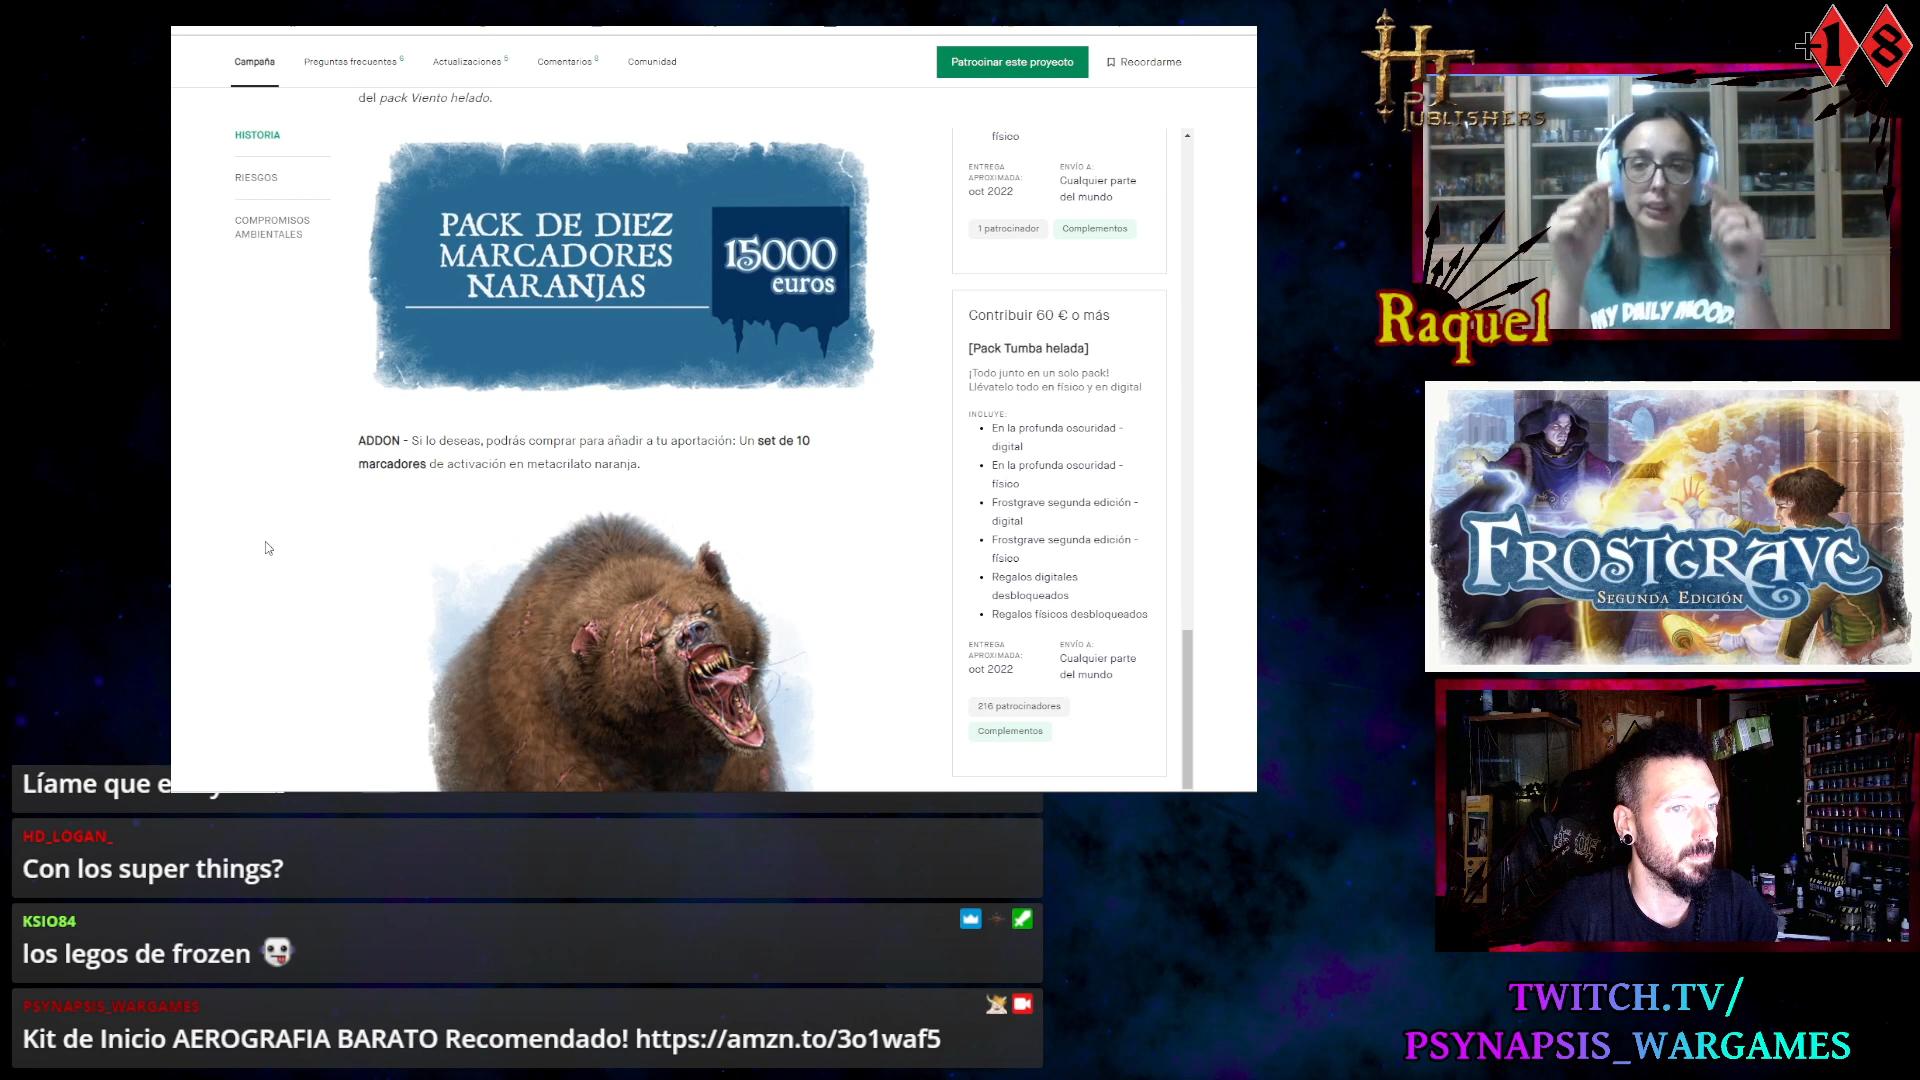 Campaña
Preguntas frecuentes 6
Actualizaciones 5
Comentarios 8
Comunidad
Patrocinar este proyecto
Recordarme
del pack Viento helado.
HISTORIA
RIESGOS
COMPROMISOS
AMBIENTALES
PACK DE DIEZ
MARCADORES
NARANJAS
15000
euros
ADDON - Si lo deseas, podrás comprar para añadir a tu aportación: Un set de 10
marcadores de activación en metacrilato naranja.
físico
ENTREGA
APROXIMADA:
oct 2022
ENVÍO A:
Cualquier parte
del mundo
1 patrocinador
Complementos
Contribuir 60 € o más
[Pack Tumba helada]
¡Todo junto en un solo pack!
Llévatelo todo en físico y en digital
INCLUYE:
En la profunda oscuridad -
digital
En la profunda oscuridad -
físico
Frostgrave segunda edición -
digital
Frostgrave segunda edición -
físico
Regalos digitales
desbloqueados
Regalos físicos desbloqueados
ENTREGA
APROXIMADA:
oct 2022
ENVÍO A:
Cualquier parte
del mundo
216 patrocinadores
Complementos
HT
PUBLISHERS
+18
MY DAILY MOOD
Raquel
FROSTGRAVE
SEGUNDA EDICIÓN
Líame que
HD_LOGAN_
Con los super things?
KSIO84
los legos de frozen
PSYNAPSIS_WARGAMES
Kit de Inicio AEROGRAFIA BARATO Recomendado! https://amzn.to/3o1waf5
TWITCH.TV/
PSYNAPSIS_WARGAMES